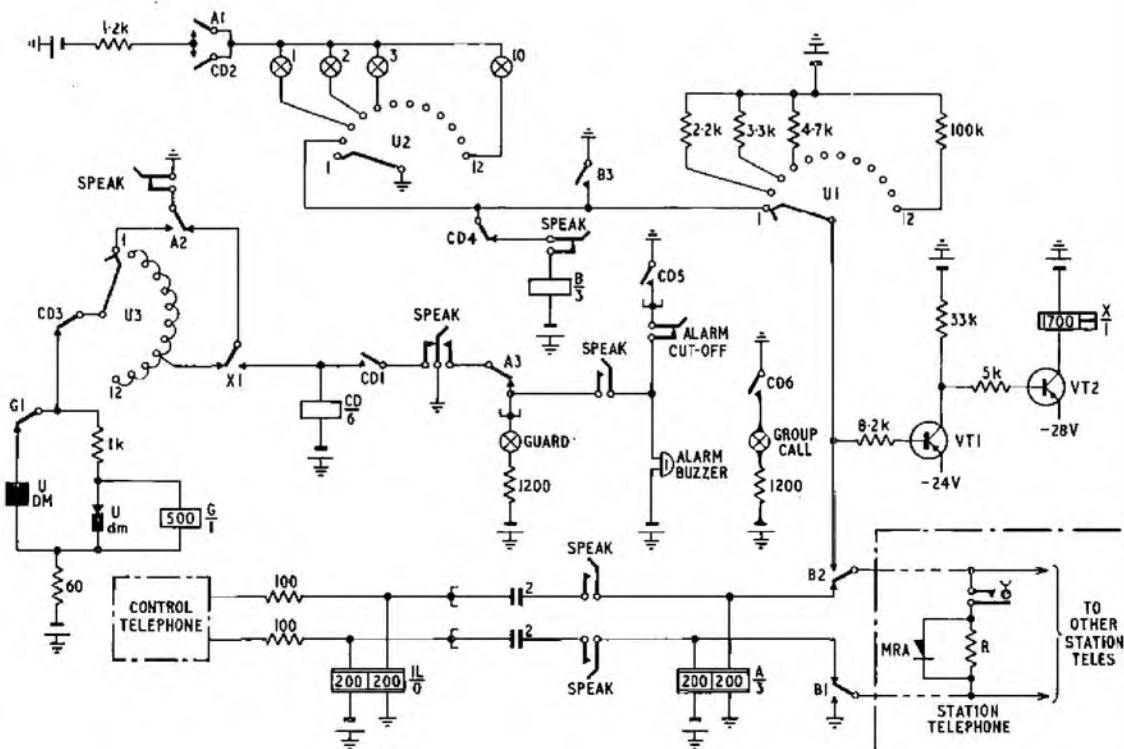 1·2k
A1
CD2
1
2
3
10
U2
1
12
2·2k
3·3k
4·7k
100k
U1
1
12
SPEAK
A2
1
U3
12
CD3
X1
G1
1k
U
DM
U
dm
500
G
1
60
CD4
SPEAK
B3
B
3
CD5
ALARM
CUT-OFF
SPEAK
CD1
A3
CD
6
GUARD
1200
SPEAK
ALARM
BUZZER
CD6
GROUP
CALL
1200
33k
1700
X
1
5k
VT2
-28V
8·2k
VT1
-24V
CONTROL
TELEPHONE
100
100
2
2
SPEAK
SPEAK
200
200
IL
0
200
200
A
3
B2
B1
MRA
R
STATION
TELEPHONE
TO
OTHER
STATION
TELES